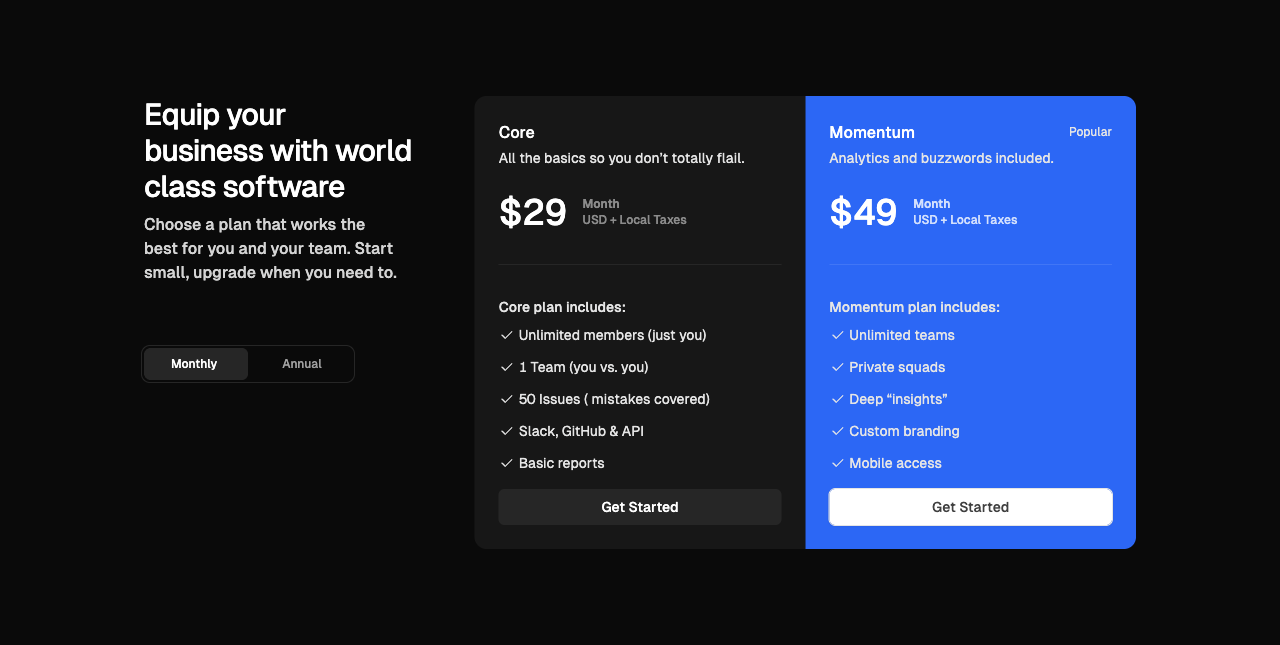 Equip your
business with world
class software
Choose a plan that works the
best for you and your team. Start
small, upgrade when you need to.
Monthly
Annual
Core
All the basics so you don’t totally flail.
$29
Month
USD + Local Taxes
Core plan includes:
Unlimited members (just you)
1 Team (you vs. you)
50 Issues ( mistakes covered)
Slack, GitHub & API
Basic reports
Get Started
Momentum
Popular
Analytics and buzzwords included.
$49
Month
USD + Local Taxes
Momentum plan includes:
Unlimited teams
Private squads
Deep “insights”
Custom branding
Mobile access
Get Started